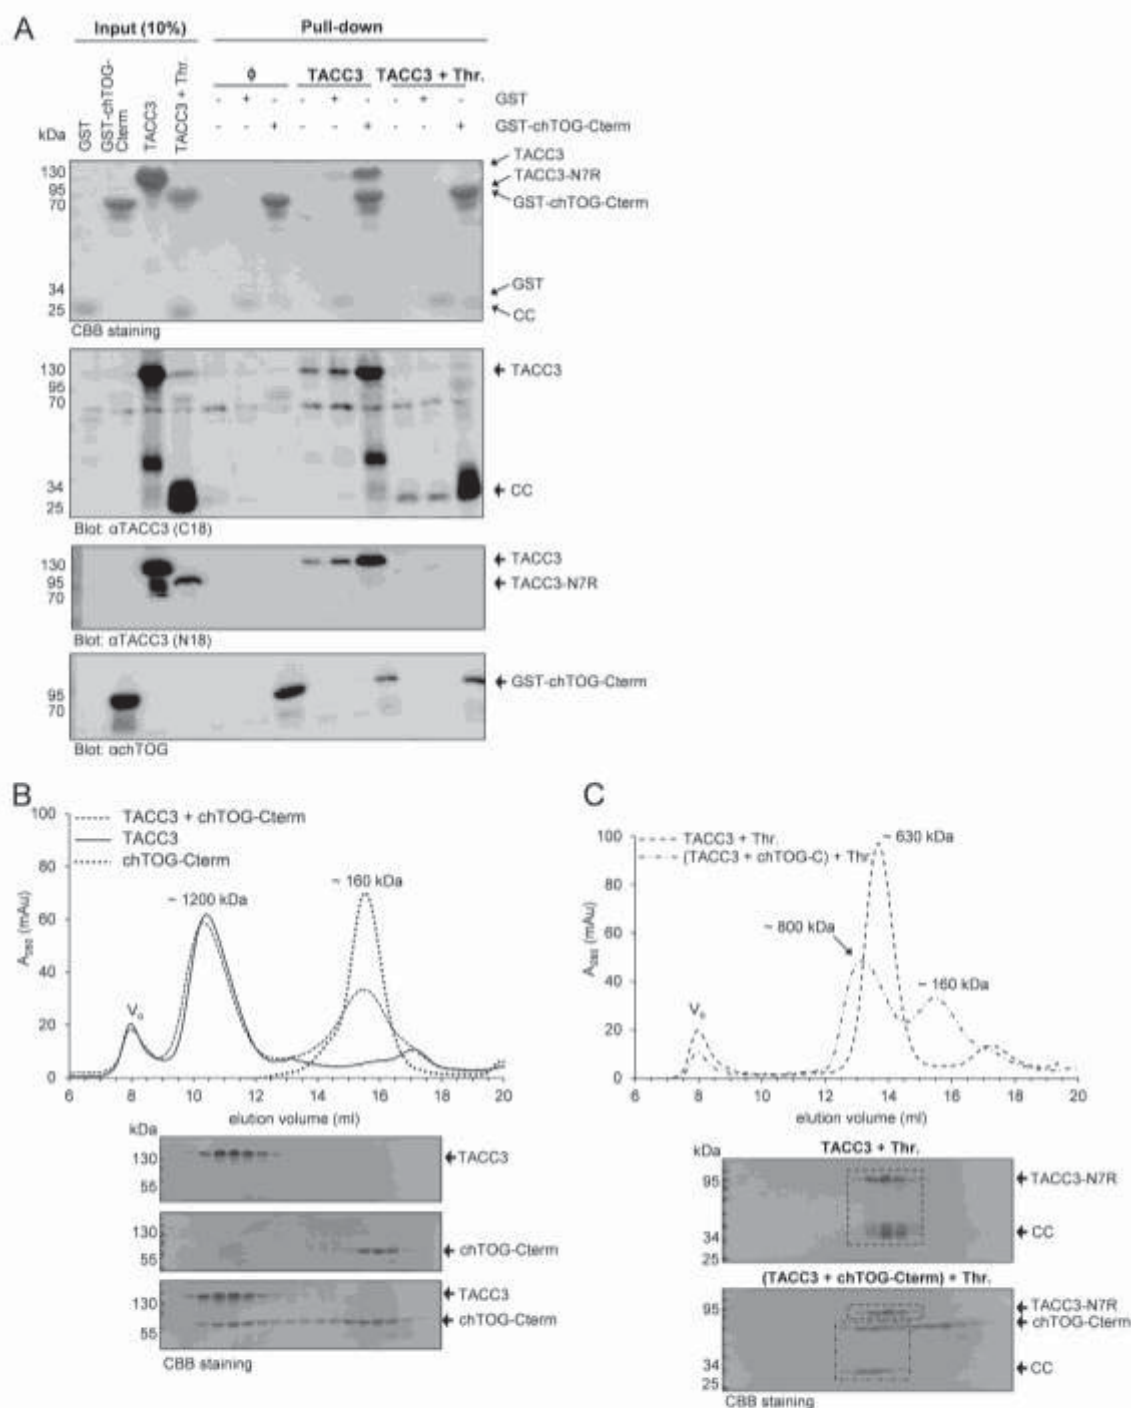 A
Input (10%)
Pull-down
GST
GST-chTOG-Cterm
TACC3
TACC3 + Thr.
ϕ
TACC3
TACC3 + Thr.
- + - - + - - + - GST
- - + - - + - - + GST-chTOG-Cterm
kDa
130
95
70
34
25
TACC3
TACC3-N7R
GST-chTOG-Cterm
GST
CC
CBB staining
130
95
70
34
25
TACC3
CC
Blot: αTACC3 (C18)
130
95
70
TACC3
TACC3-N7R
Blot: αTACC3 (N18)
95
70
GST-chTOG-Cterm
Blot: αchTOG
B
TACC3 + chTOG-Cterm
TACC3
chTOG-Cterm
~ 1200 kDa
~ 160 kDa
V₀
A₂₈₀ (mAu)
100
80
60
40
20
0
6 8 10 12 14 16 18 20
elution volume (ml)
kDa
130
55
TACC3
130
55
chTOG-Cterm
130
55
TACC3
chTOG-Cterm
CBB staining
C
TACC3 + Thr.
(TACC3 + chTOG-C) + Thr.
~ 630 kDa
~ 800 kDa
~ 160 kDa
V₀
A₂₈₀ (mAu)
100
80
60
40
20
0
6 8 10 12 14 16 18 20
elution volume (ml)
TACC3 + Thr.
kDa
95
34
25
TACC3-N7R
CC
(TACC3 + chTOG-Cterm) + Thr.
95
34
25
TACC3-N7R
chTOG-Cterm
CC
CBB staining